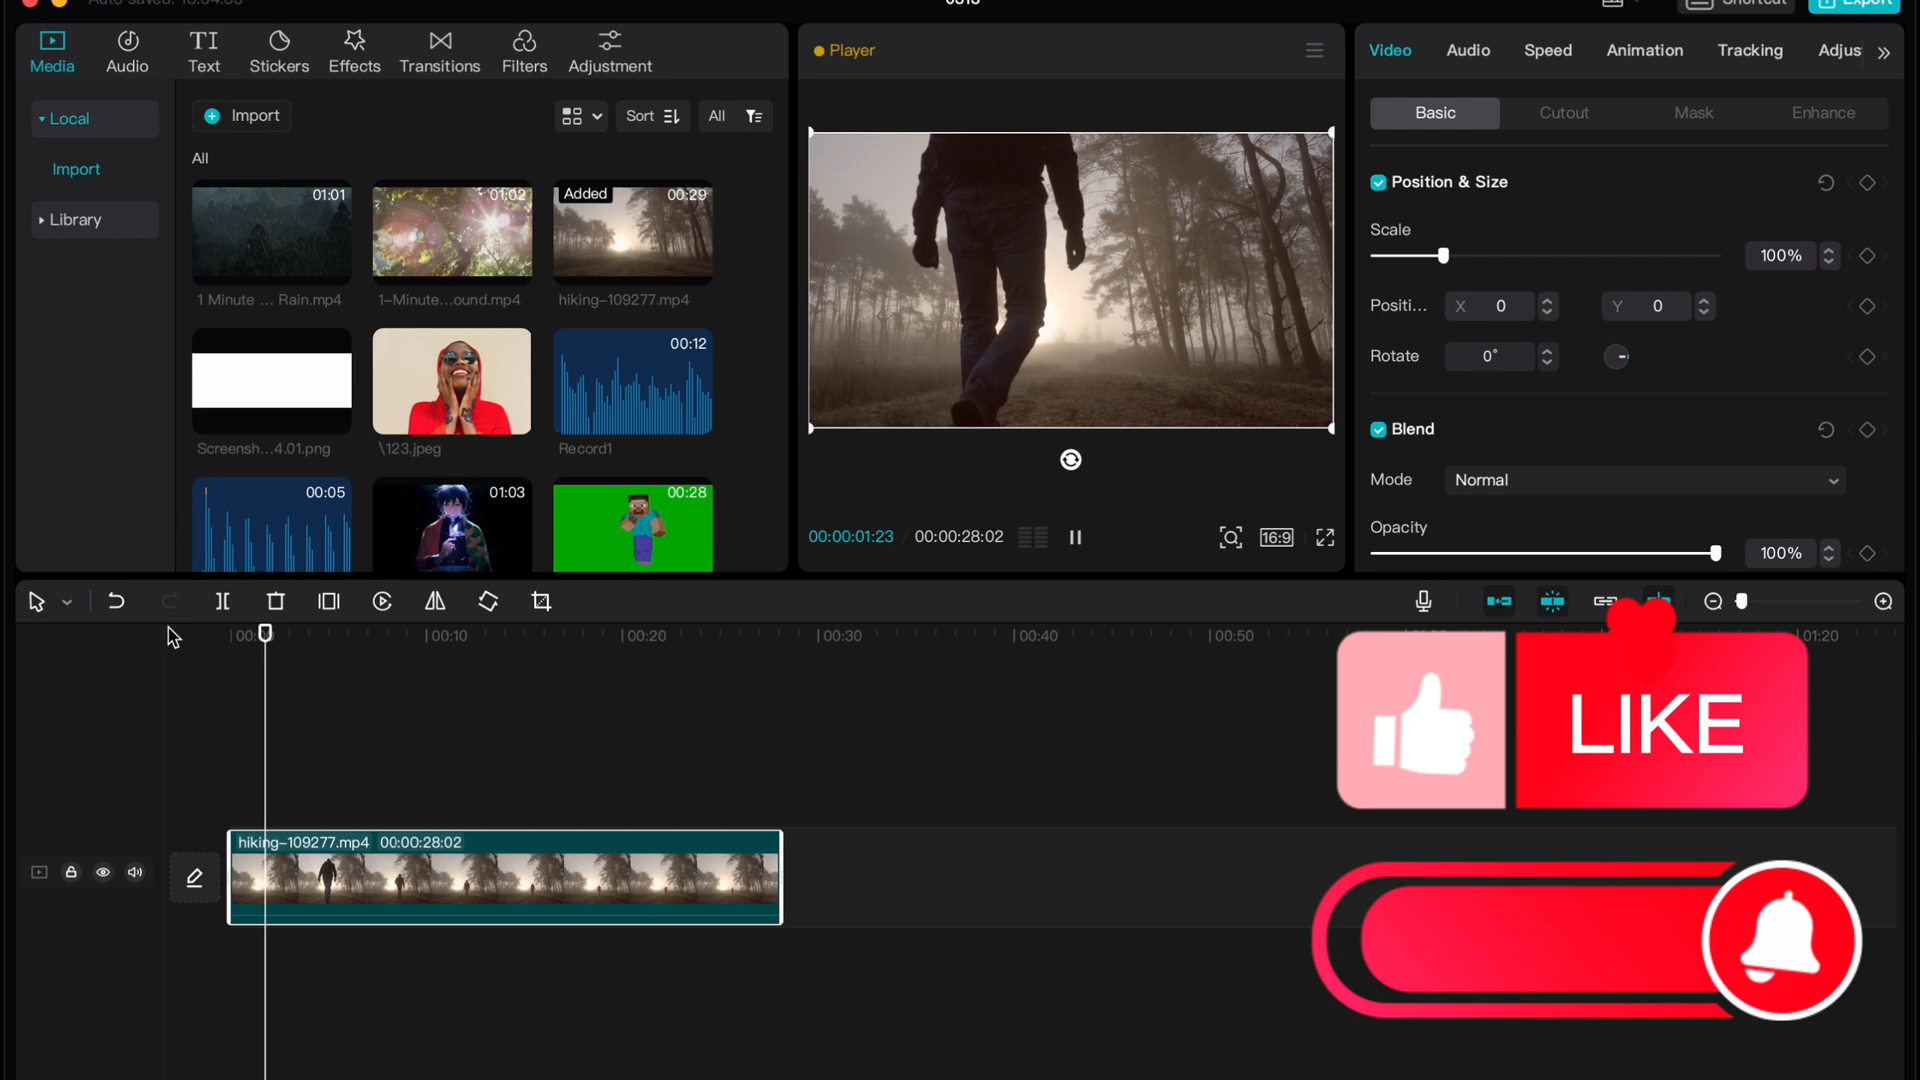 Media
Audio
Text
Stickers
Effects
Transitions
Filters
Adjustment
Local
Import
Library
Import
Sort
All
All
01:01
1 Minute ... Rain.mp4
01:02
1-Minute...ound.mp4
Added
00:29
hiking-109277.mp4
Screensh...4.01.png
\123.jpeg
00:12
Record1
00:05
01:03
00:28
Player
00:00:01:23
00:00:28:02
16:9
Shortcut
Export
Video
Audio
Speed
Animation
Tracking
Adjus
Basic
Cutout
Mask
Enhance
Position & Size
Scale
100%
Positi...
X 0
Y 0
Rotate
0°
Blend
Mode
Normal
Opacity
100%
00:10
00:20
00:30
00:40
00:50
01:20
hiking-109277.mp4 00:00:28:02
LIKE